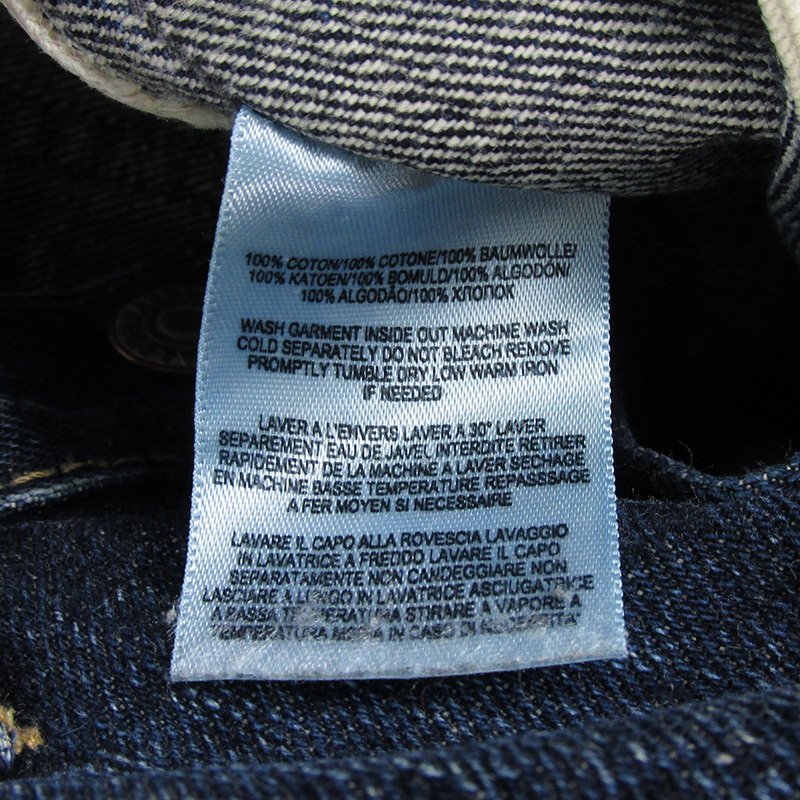 100% COTON/100% COTONE/100% BAUMWOLLE/
100% KATOEN/100% BOMULD/100% ALGODÓN/
100% ALGODÃO/100% ХЛОПОК
WASH GARMENT INSIDE OUT MACHINE WASH
COLD SEPARATELY DO NOT BLEACH REMOVE
PROMPTLY TUMBLE DRY LOW WARM IRON
IF NEEDED
LAVER A L'ENVERS LAVER A 30° LAVER
SEPAREMENT EAU DE JAVEL INTERDITE RETIRER
RAPIDEMENT DE LA MACHINE A LAVER SECHAGE
EN MACHINE BASSE TEMPERATURE REPASSSAGE
A FER MOYEN SI NECESSAIRE
LAVARE IL CAPO ALLA ROVESCIA LAVAGGIO
IN LAVATRICE A FREDDO LAVARE IL CAPO
SEPARATAMENTE NON CANDEGGIARE NON
LASCIARE A LUNGO IN LAVATRICE ASCIUGATRICE
A BASSA TEMPERATURA STIRARE A VAPORE A
TEMPERATURA MODIA IN CASO DI NECESSITA'